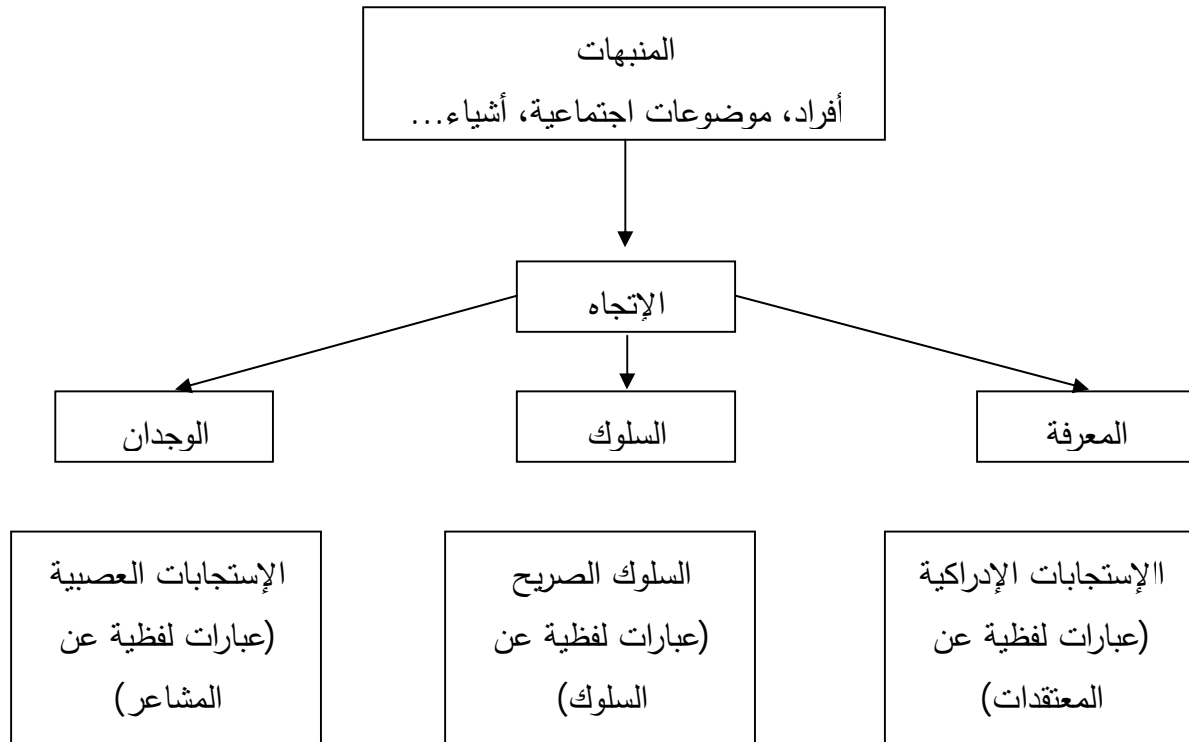 المنبهات
أفراد، موضوعات اجتماعية، أشياء...
الإتجاه
المعرفة
السلوك
الوجدان
االإستجابات الإدراكية
(عبارات لفظية عن
المعتقدات)
السلوك الصريح
(عبارات لفظية عن
السلوك)
الإستجابات العصبية
(عبارات لفظية عن
المشاعر)